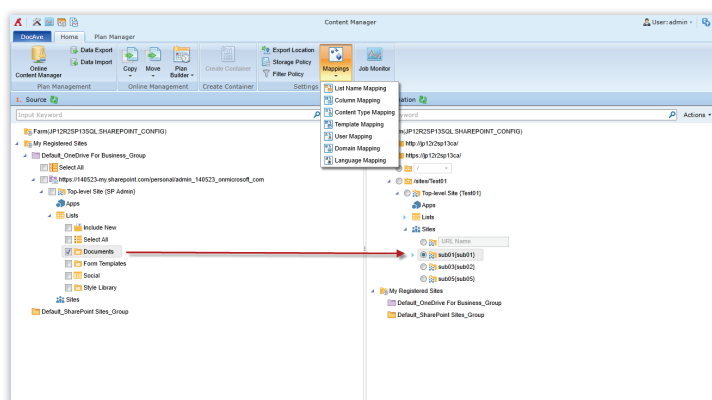 Content Manager
User: admin
DocAve Home Plan Manager
Data Export
Data Import
Online Content Manager
Plan Management
Copy
Move
Plan Builder
Online Management
Create Container
Create Container
Export Location
Storage Policy
Filter Policy
Settings
Mappings
Job Monitor
List Name Mapping
Column Mapping
Content Type Mapping
Template Mapping
User Mapping
Domain Mapping
Language Mapping
1. Source
Input Keyword
Farm(JP12R2SP13SQL:SHAREPOINT_CONFIG)
My Registered Sites
Default_OneDrive For Business_Group
Select All
https://140523-my.sharepoint.com/personal/admin_140523_onmicrosoft_com
Top-level Site {SP Admin}
Apps
Lists
Include New
Select All
Documents
Form Templates
Social
Style Library
Sites
Default_SharePoint Sites_Group
ation
yword
Actions
m(JP12R2SP13SQL:SHAREPOINT_CONFIG)
http://jp12r2sp13ca/
https://jp12r2sp13ca/
/
/sites/Test01
Top-level Site {Test01}
Apps
Lists
Sites
URL Name
sub01{sub01}
sub03{sub02}
sub05{sub05}
My Registered Sites
Default_OneDrive For Business_Group
Default_SharePoint Sites_Group